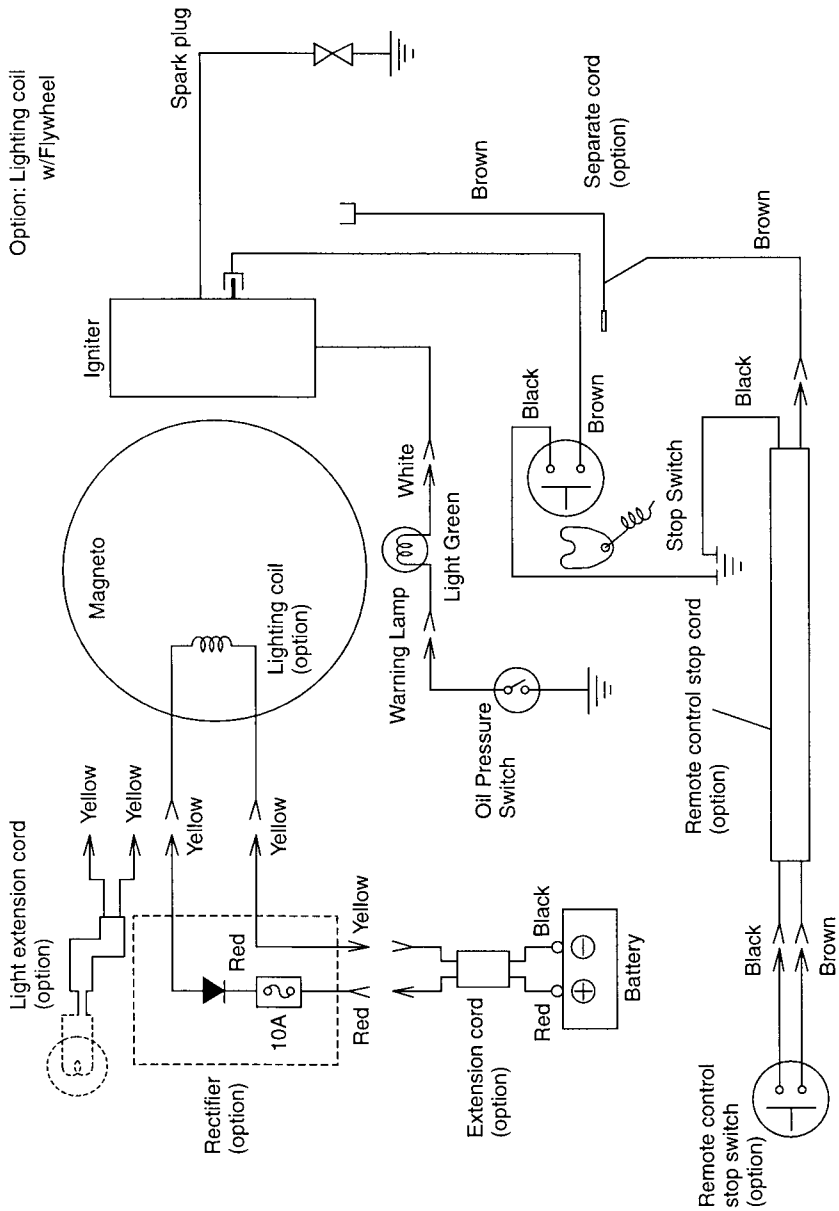 Option: Lighting coil
w/Flywheel
Spark plug
Igniter
Magneto
Lighting coil
(option)
Light extension cord
(option)
Yellow
Yellow
Yellow
Yellow
Yellow
Red
10A
Red
Rectifier
(option)
Extension cord
(option)
Red
Black
Battery
Warning Lamp
White
Light Green
Oil Pressure
Switch
Black
Brown
Stop Switch
Brown
Separate cord
(option)
Brown
Black
Remote control stop cord
(option)
Black
Brown
Remote control
stop switch
(option)